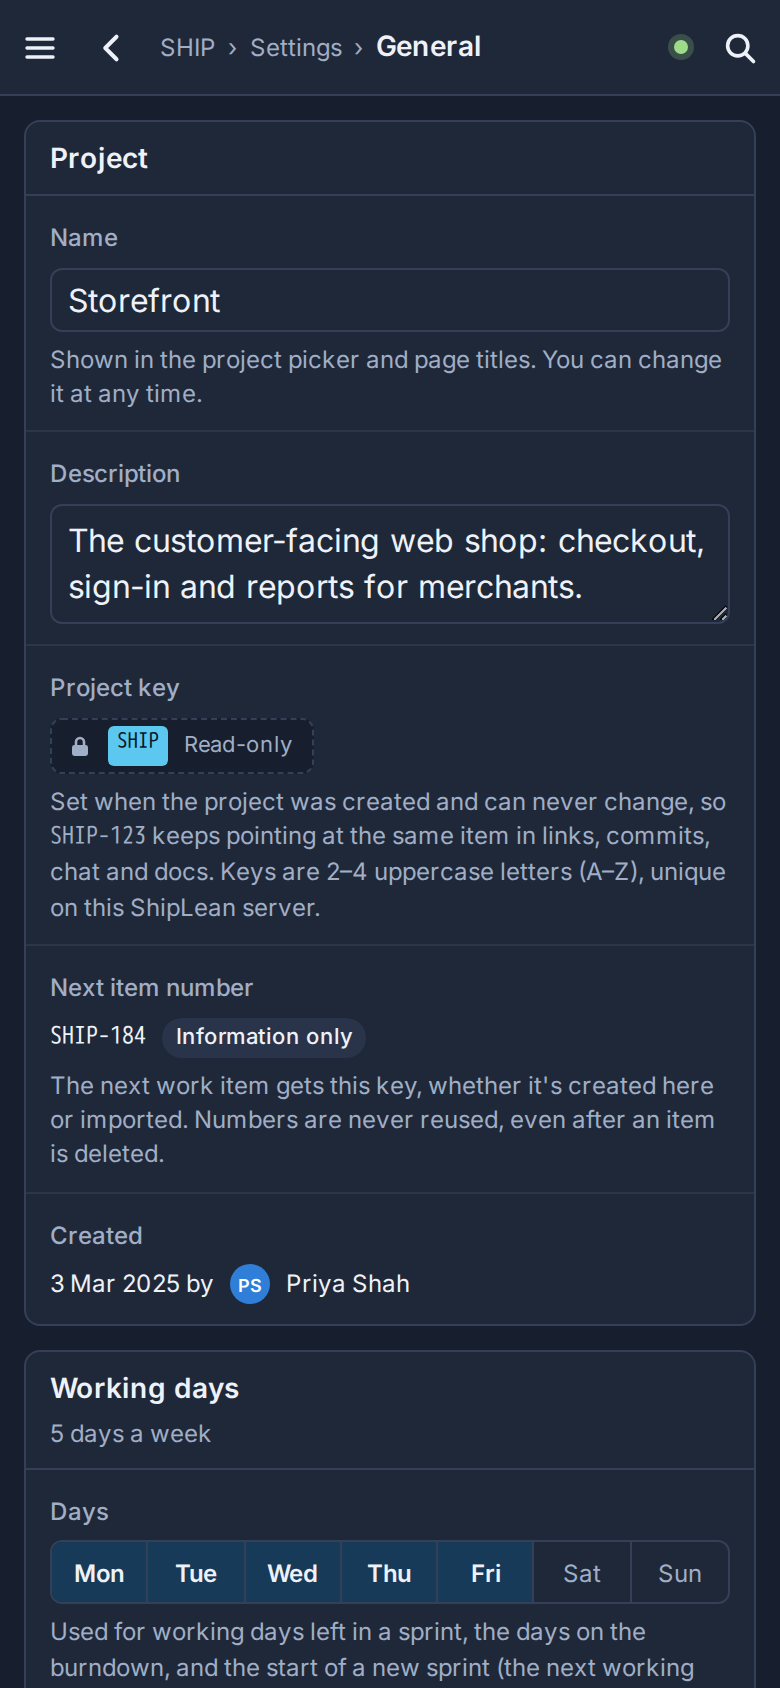 SHIP › Settings › General
Project
Name
Storefront
Shown in the project picker and page titles. You can change
it at any time.
Description
The customer-facing web shop: checkout,
sign-in and reports for merchants.
Project key
SHIP Read-only
Set when the project was created and can never change, so
SHIP-123 keeps pointing at the same item in links, commits,
chat and docs. Keys are 2–4 uppercase letters (A–Z), unique
on this ShipLean server.
Next item number
SHIP-184 Information only
The next work item gets this key, whether it's created here
or imported. Numbers are never reused, even after an item
is deleted.
Created
3 Mar 2025 by PS Priya Shah
Working days
5 days a week
Days
Mon Tue Wed Thu Fri Sat Sun
Used for working days left in a sprint, the days on the
burndown, and the start of a new sprint (the next working